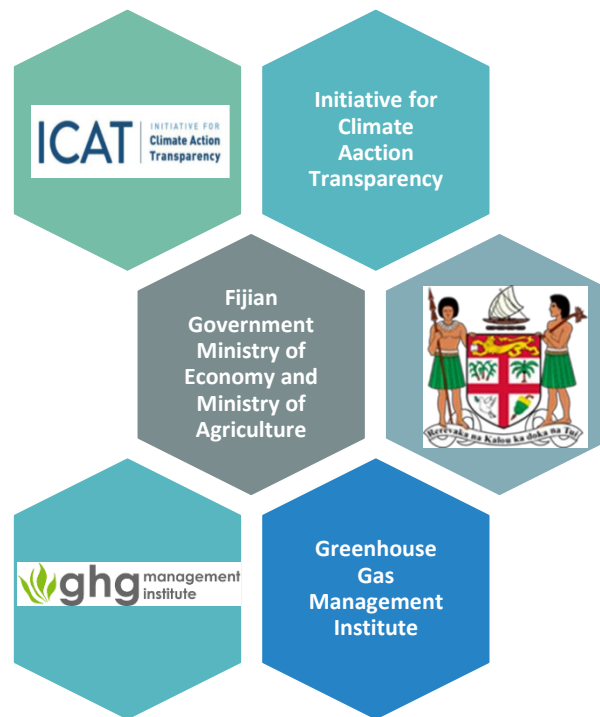 ICAT
INITIATIVE FOR
Climate Action
Transparency
Initiative for
Climate
Aaction
Transparency
Fijian
Government
Ministry of
Economy and
Ministry of
Agriculture
Rerevaka na Kalou ka doka na Tui
ghg management
institute
Greenhouse
Gas
Management
Institute